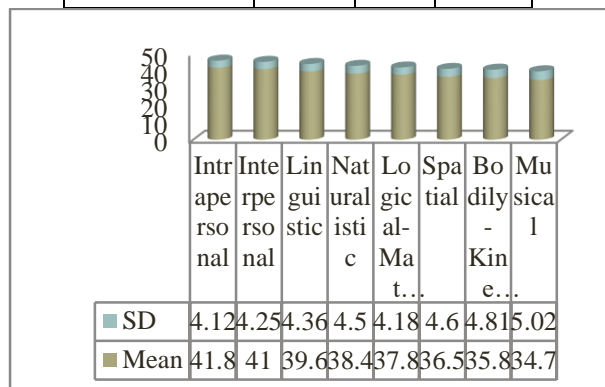 50
40
30
20
10
0
Intr Inte Lin Nat Lo Spa Bo Mu
ape rpe gui ural gic tial dily sica
rso rso stic isti al- - l
nal nal c Ma Kin
t... e...
SD 4.12 4.25 4.36 4.5 4.18 4.6 4.81 5.02
Mean 41.8 41 39.6 38.4 37.8 36.5 35.8 34.7